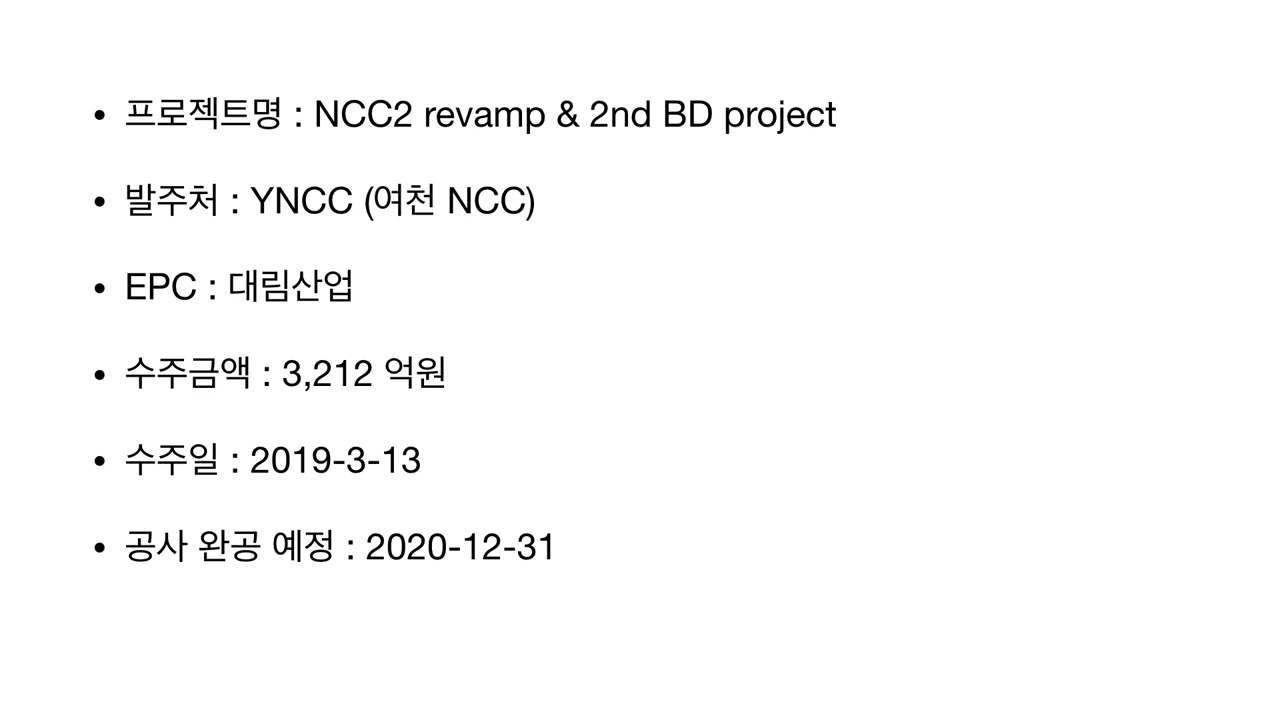 • 프로젝트명 : NCC2 revamp & 2nd BD project
• 발주처 : YNCC (여천 NCC)
• EPC : 대림산업
• 수주금액 : 3,212 억원
• 수주일 : 2019-3-13
• 공사 완공 예정 : 2020-12-31